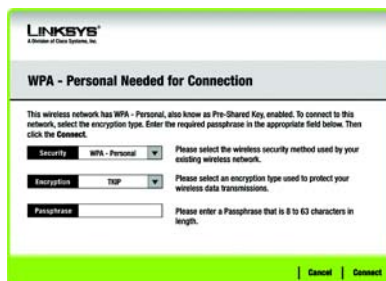 LINKSYS®
A Division of Cisco Systems, Inc.
WPA - Personal Needed for Connection
This wireless network has WPA - Personal, also know as Pre-Shared Key, enabled. To connect to this
network, select the encryption type. Enter the required passphrase in the appropriate field below. Then
click the Connect.
Security WPA - Personal Please select the wireless security method used by your
existing wireless network.
Encryption TKIP Please select an encryption type used to protect your
wireless data transmissions.
Passphrase Please enter a Passphrase that is 8 to 63 characters in
length.
Cancel Connect